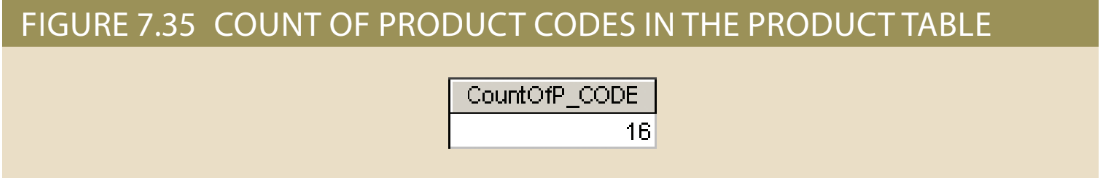 FIGURE 7.35 COUNT OF PRODUCT CODES IN THE PRODUCT TABLE
CountOfP_CODE
16